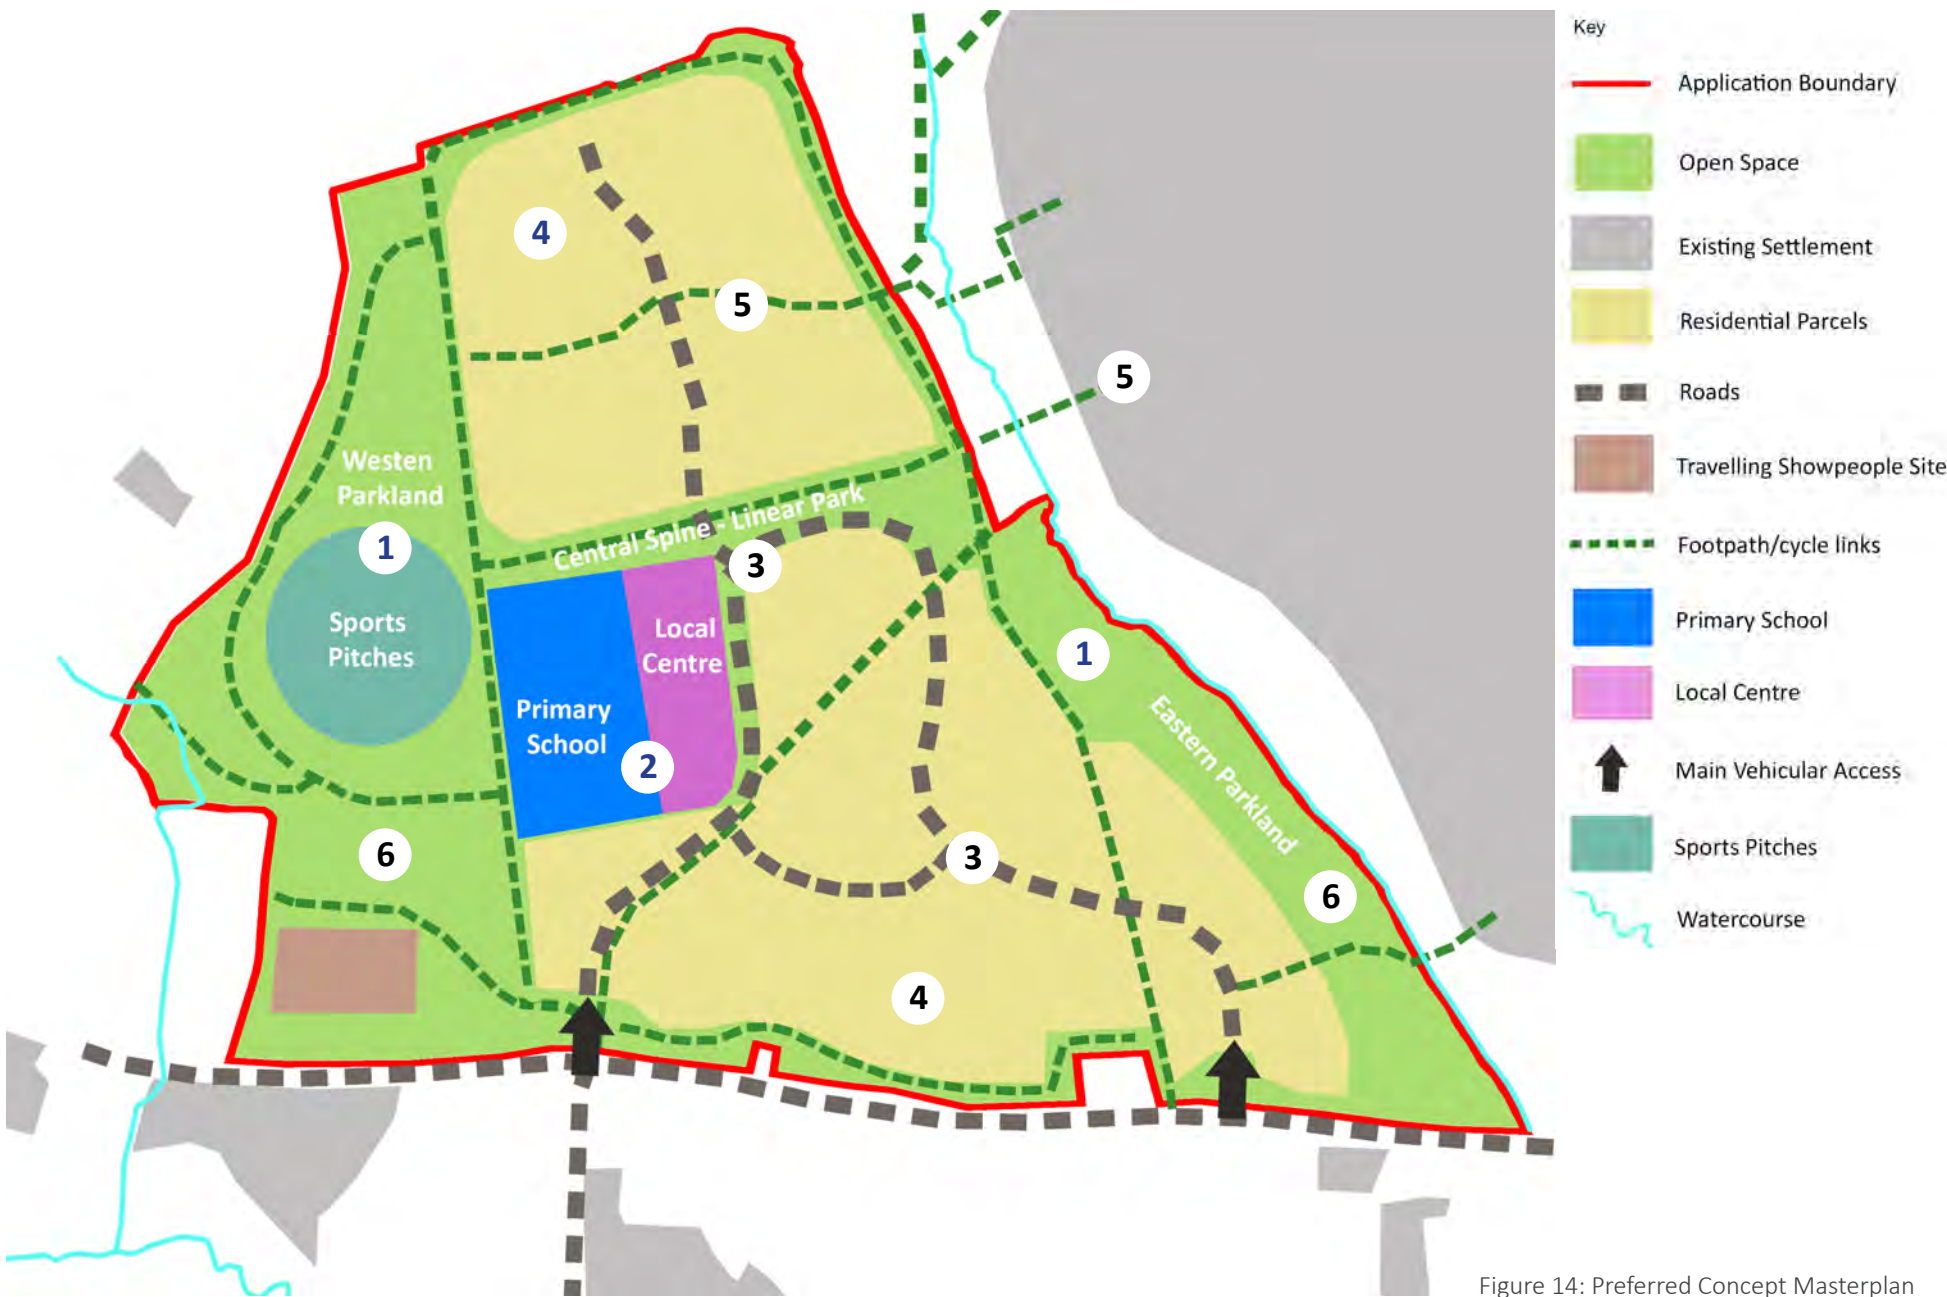 Key
Application Boundary
Open Space
Existing Settlement
Residential Parcels
Roads
Travelling Showpeople Site
Footpath/cycle links
Primary School
Local Centre
Main Vehicular Access
Sports Pitches
Watercourse
4
5
5
Westen
Parkland
1
Central Spine - Linear Park
3
Sports
Pitches
Local
Centre
1
Primary
School
2
Eastern Parkland
6
3
6
4
Figure 14: Preferred Concept Masterplan